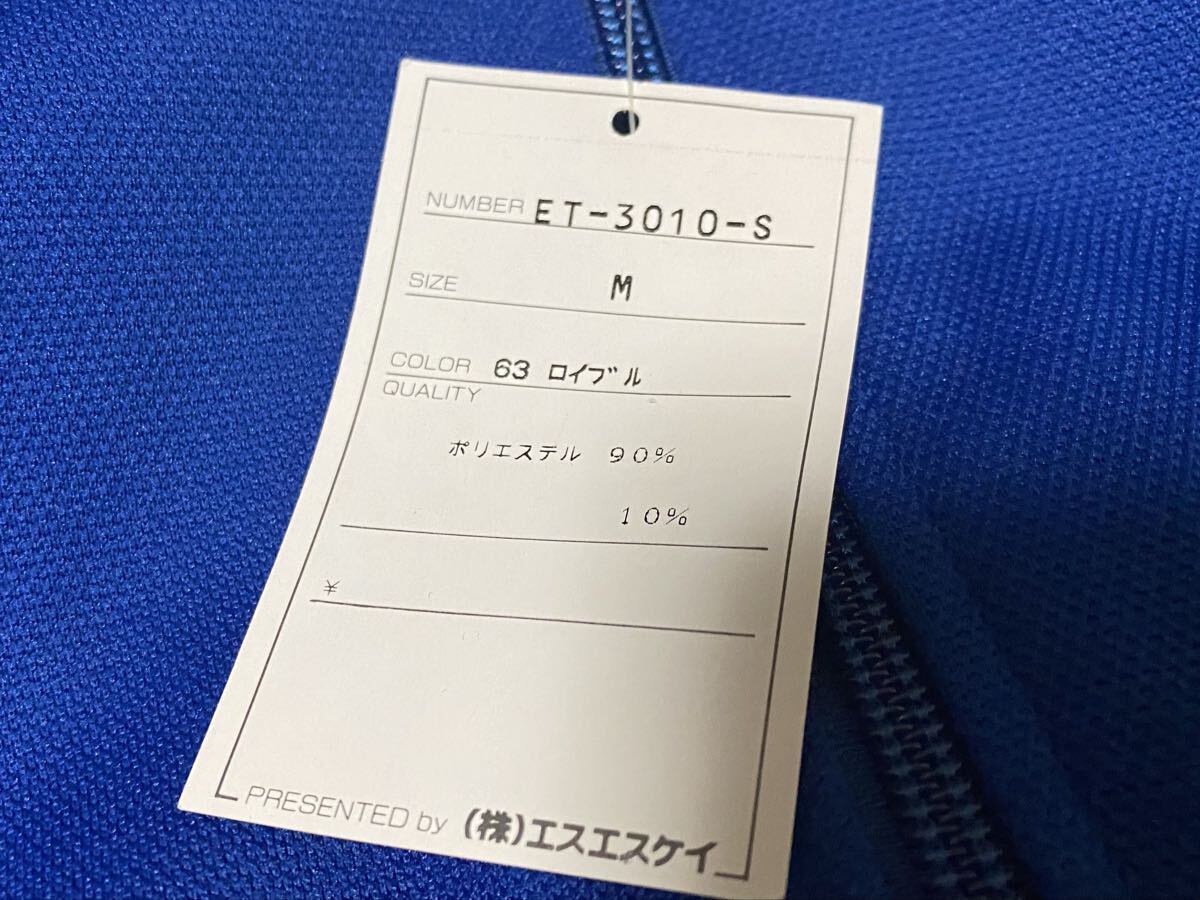 NUMBER ET-3010-S
SIZE M
COLOR 63 ロイブル
QUALITY
ポリエステル 90%
10%
¥
PRESENTED by (株)エスエスケイ